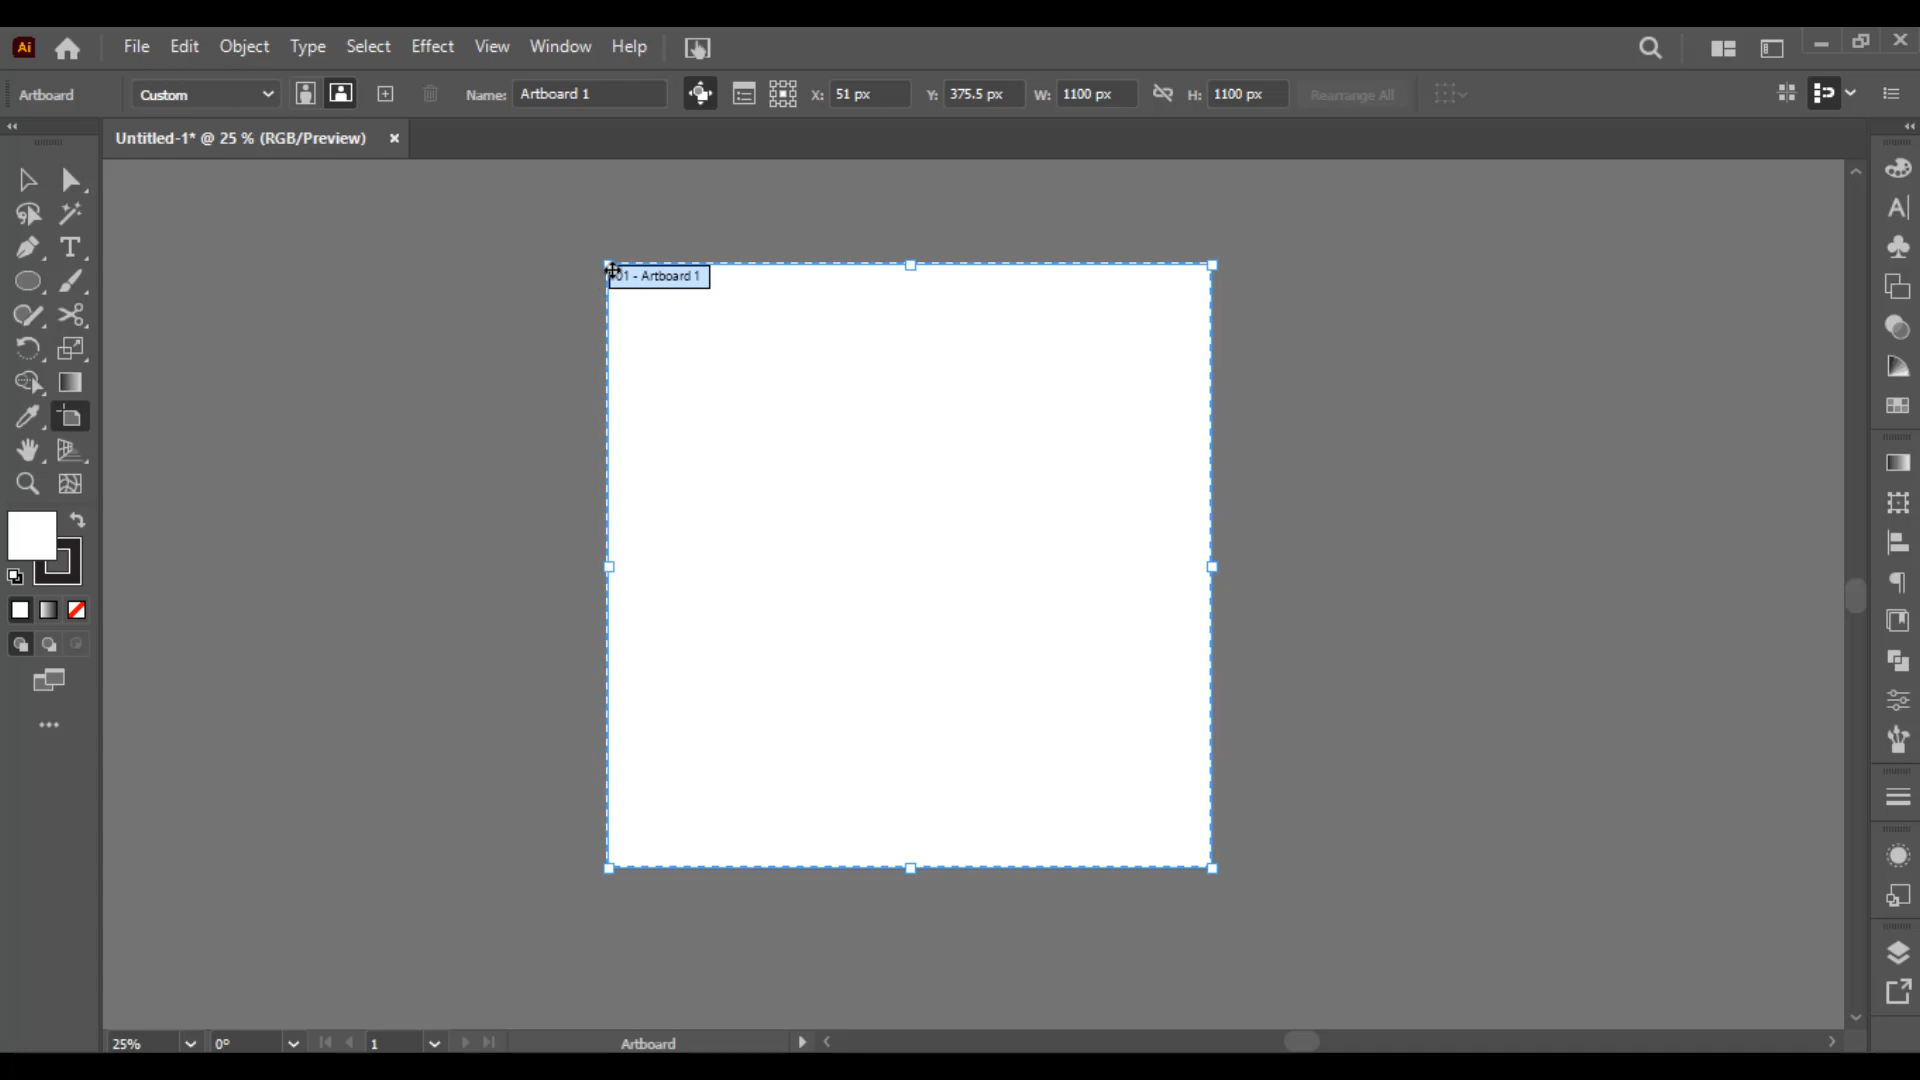 Ai File Edit Object Type Select Effect View Window Help
Artboard Custom Name: Artboard 1 X: 51 px Y: 375.5 px W: 1100 px H: 1100 px Rearrange All
Untitled-1* @ 25 % (RGB/Preview) ×
01 - Artboard 1
25% 0° 1 Artboard